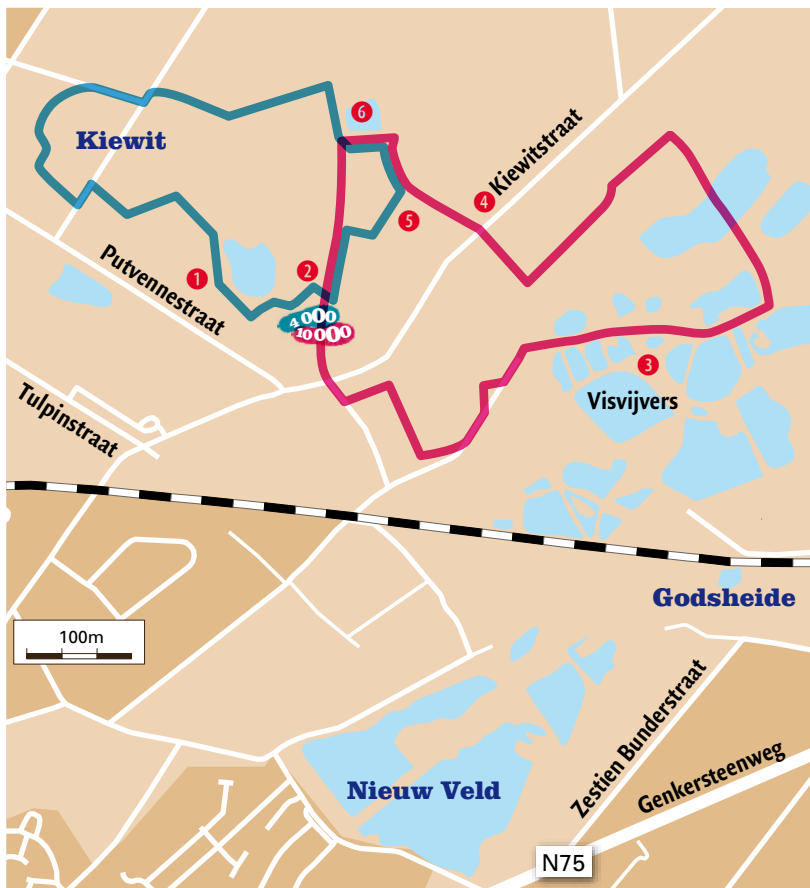 6
Kiewit
Kiewitstraat
4
5
Putvennestraat
1
2
4000
10000
3
Visvijvers
Tulpinstraat
Godsheide
100m
Zestien Bunderstraat
Genkersteenweg
Nieuw Veld
N75